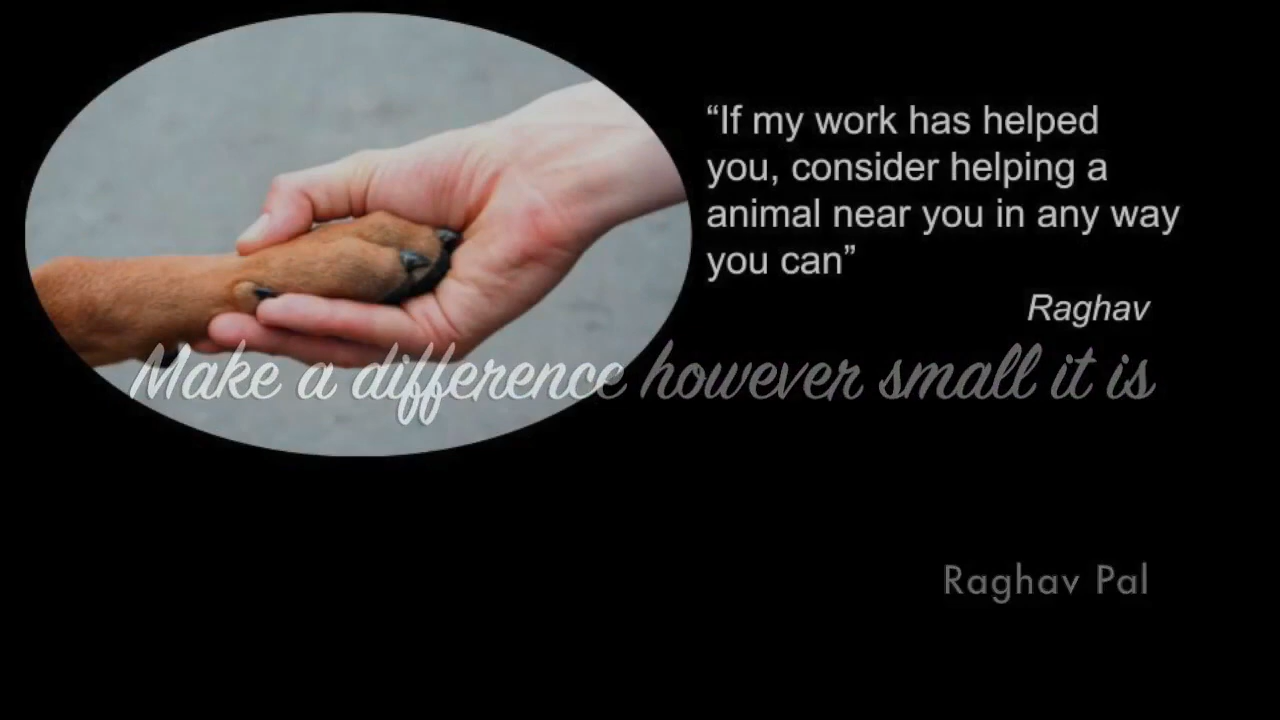 “If my work has helped
you, consider helping a
animal near you in any way
you can”
Raghav
Make a difference however small it is
Raghav Pal